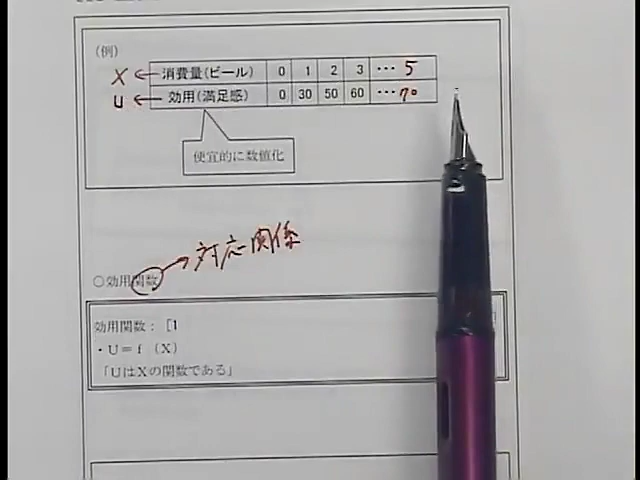 （例）
X ← 消費量(ビール) 0 1 2 3 … 5
U ← 効用(満足感) 0 30 50 60 … 70
便宜的に数値化
→ 対応関係
○効用関数
効用関数：［1
・U＝f（X）
「UはXの関数である」